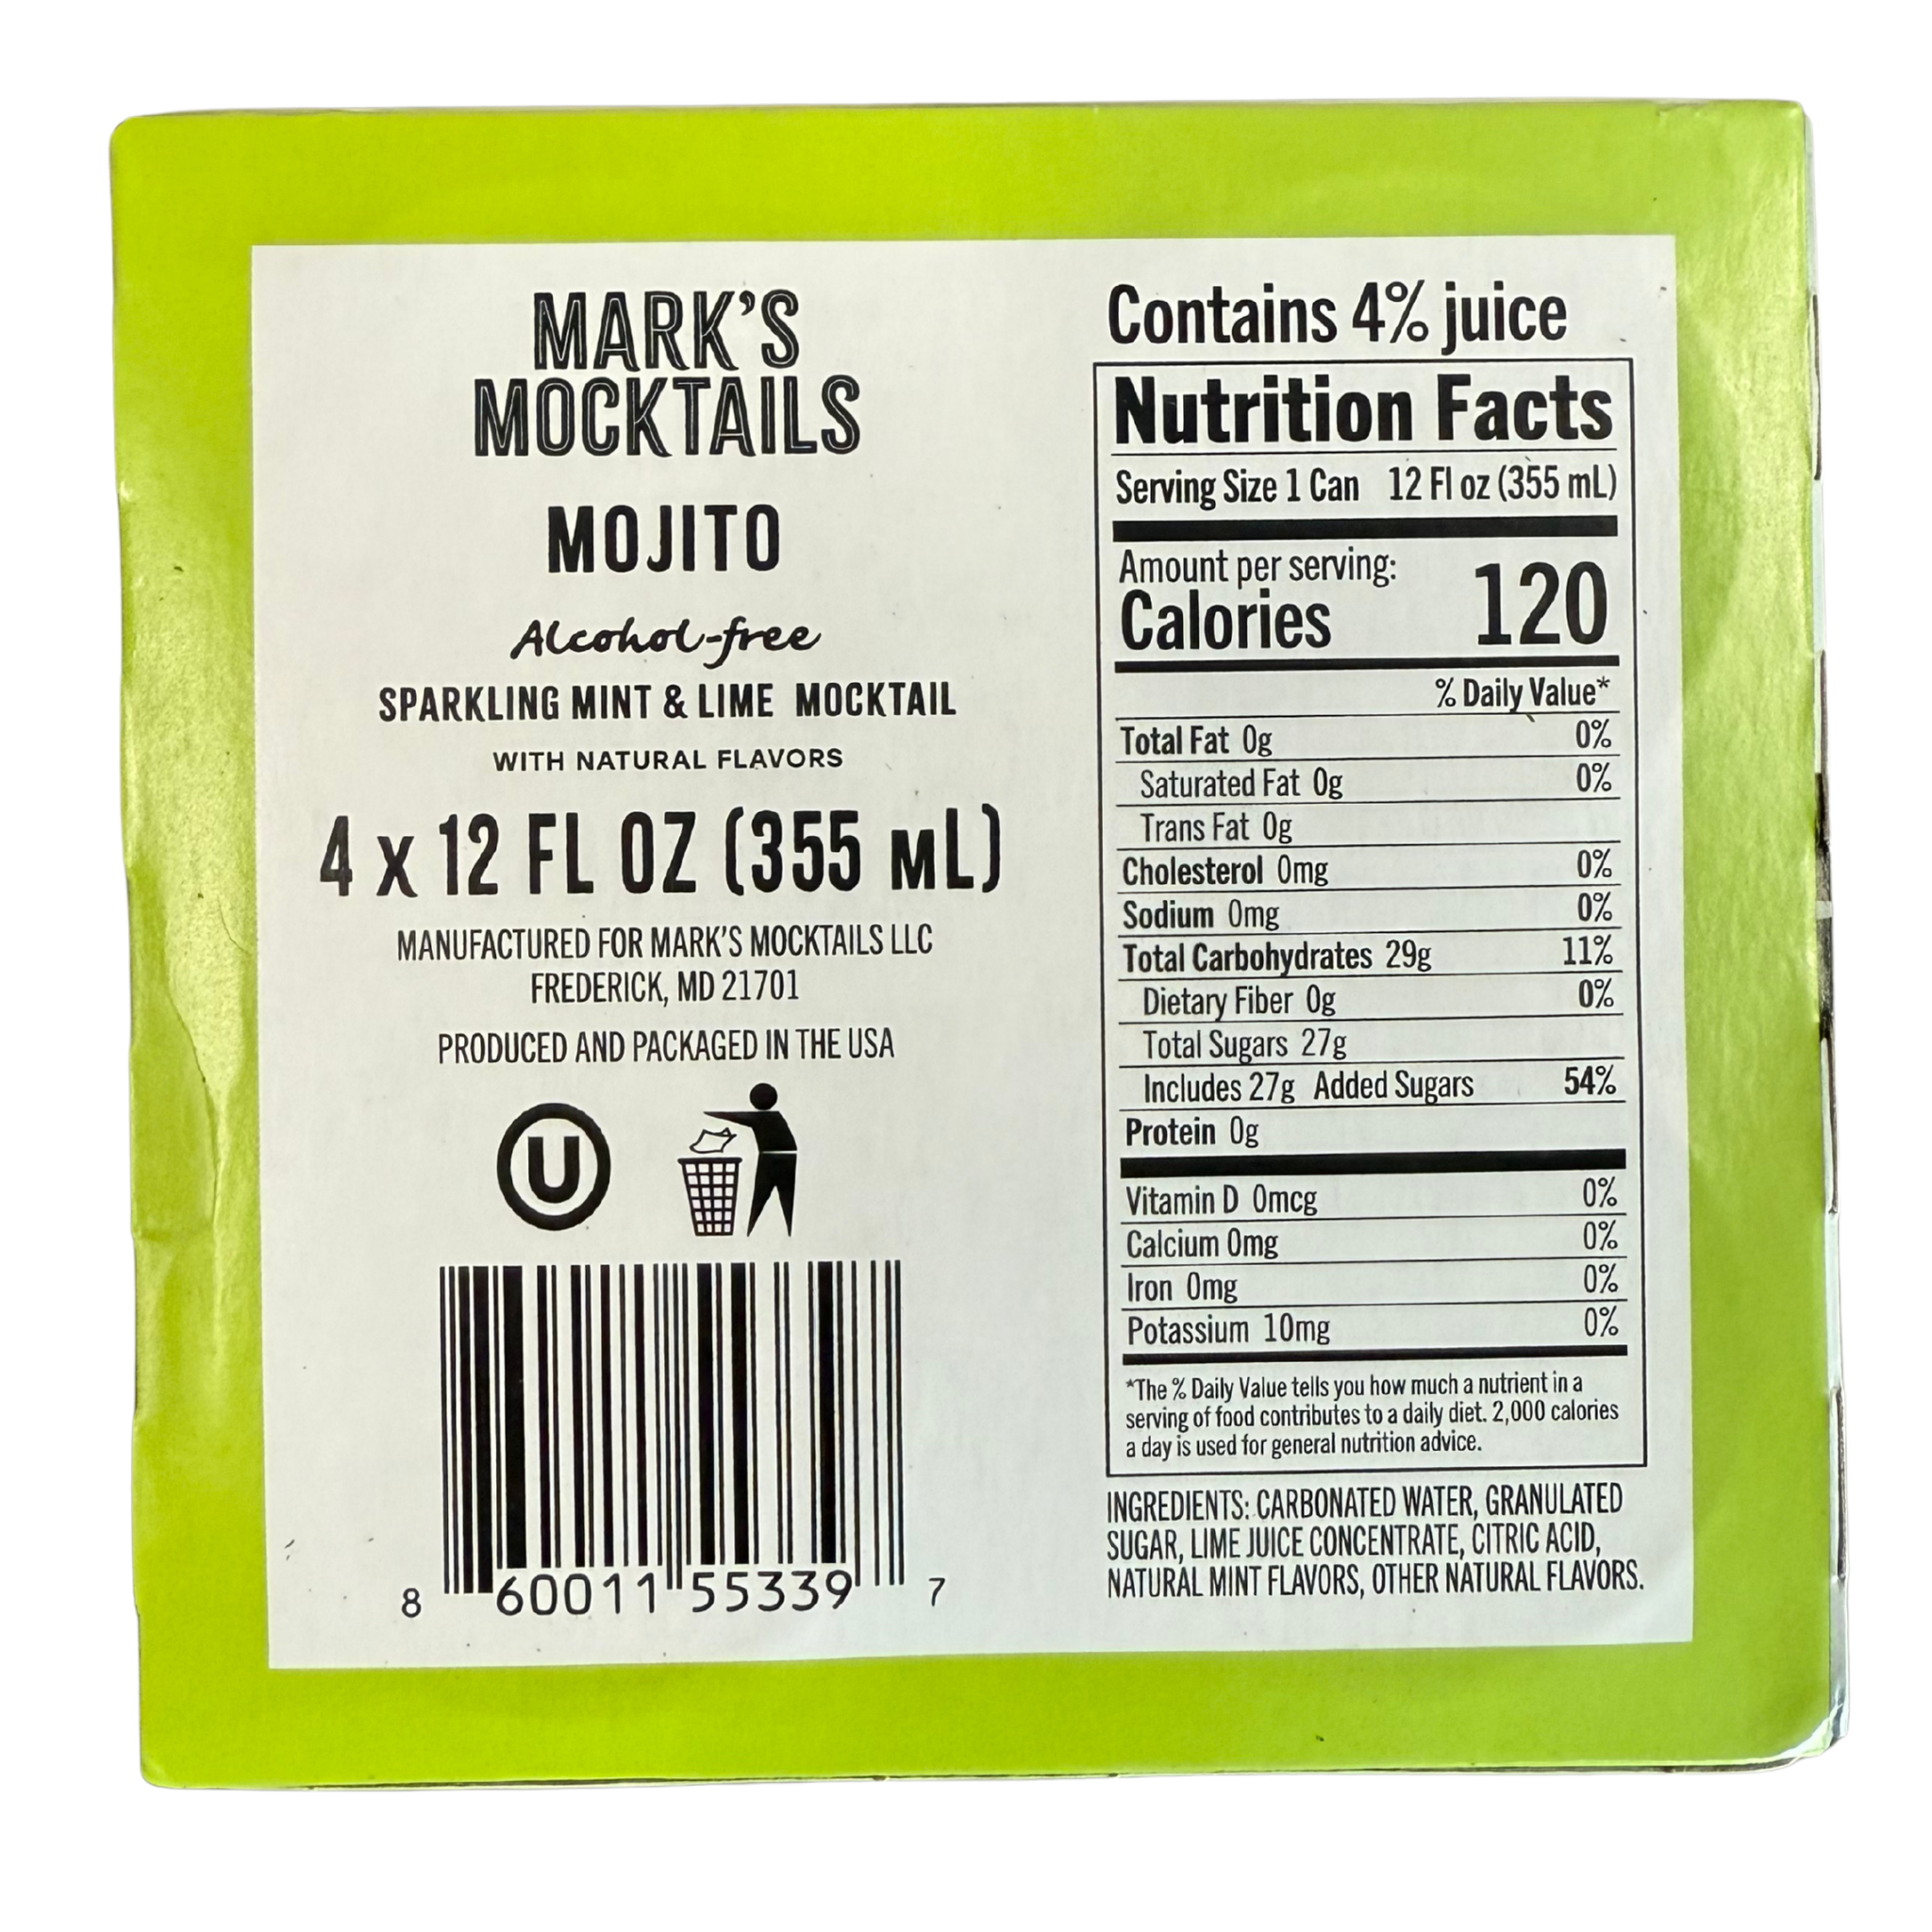 MARK'S
MOCKTAILS
MOJITO
Alcohol-free
SPARKLING MINT & LIME MOCKTAIL
WITH NATURAL FLAVORS
4 x 12 FL OZ (355 mL)
MANUFACTURED FOR MARK'S MOCKTAILS LLC
FREDERICK, MD 21701
PRODUCED AND PACKAGED IN THE USA
U
8 60011 55339 7
Contains 4% juice
Nutrition Facts
Serving Size 1 Can 12 Fl oz (355 mL)
Amount per serving:
Calories 120
% Daily Value*
Total Fat 0g 0%
Saturated Fat 0g 0%
Trans Fat 0g
Cholesterol 0mg 0%
Sodium 0mg 0%
Total Carbohydrates 29g 11%
Dietary Fiber 0g 0%
Total Sugars 27g
Includes 27g Added Sugars 54%
Protein 0g
Vitamin D 0mcg 0%
Calcium 0mg 0%
Iron 0mg 0%
Potassium 10mg 0%
*The % Daily Value tells you how much a nutrient in a
serving of food contributes to a daily diet. 2,000 calories
a day is used for general nutrition advice.
INGREDIENTS: CARBONATED WATER, GRANULATED
SUGAR, LIME JUICE CONCENTRATE, CITRIC ACID,
NATURAL MINT FLAVORS, OTHER NATURAL FLAVORS.